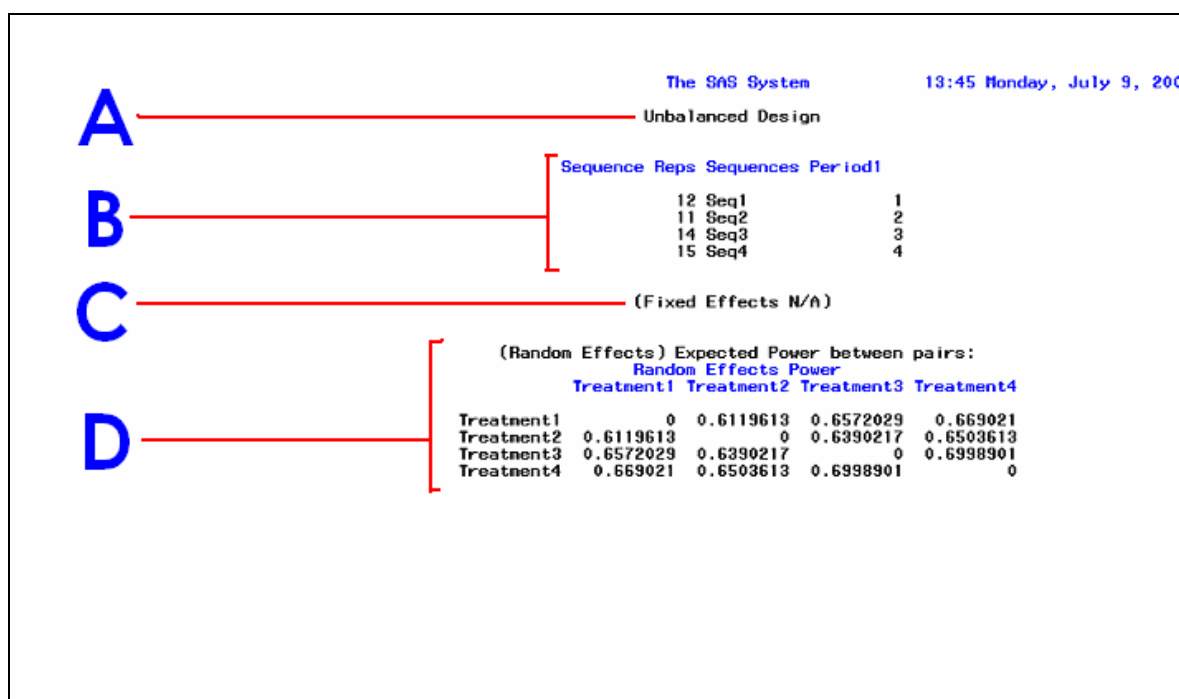 The SAS System 13:45 Monday, July 9, 200
A
Unbalanced Design
B
Sequence Reps Sequences Period1
12 Seq1 1
11 Seq2 2
14 Seq3 3
15 Seq4 4
C
(Fixed Effects N/A)
D
(Random Effects) Expected Power between pairs:
Random Effects Power
Treatment1 Treatment2 Treatment3 Treatment4
Treatment1 0 0.6119613 0.6572029 0.669021
Treatment2 0.6119613 0 0.6390217 0.6503613
Treatment3 0.6572029 0.6390217 0 0.6998901
Treatment4 0.669021 0.6503613 0.6998901 0